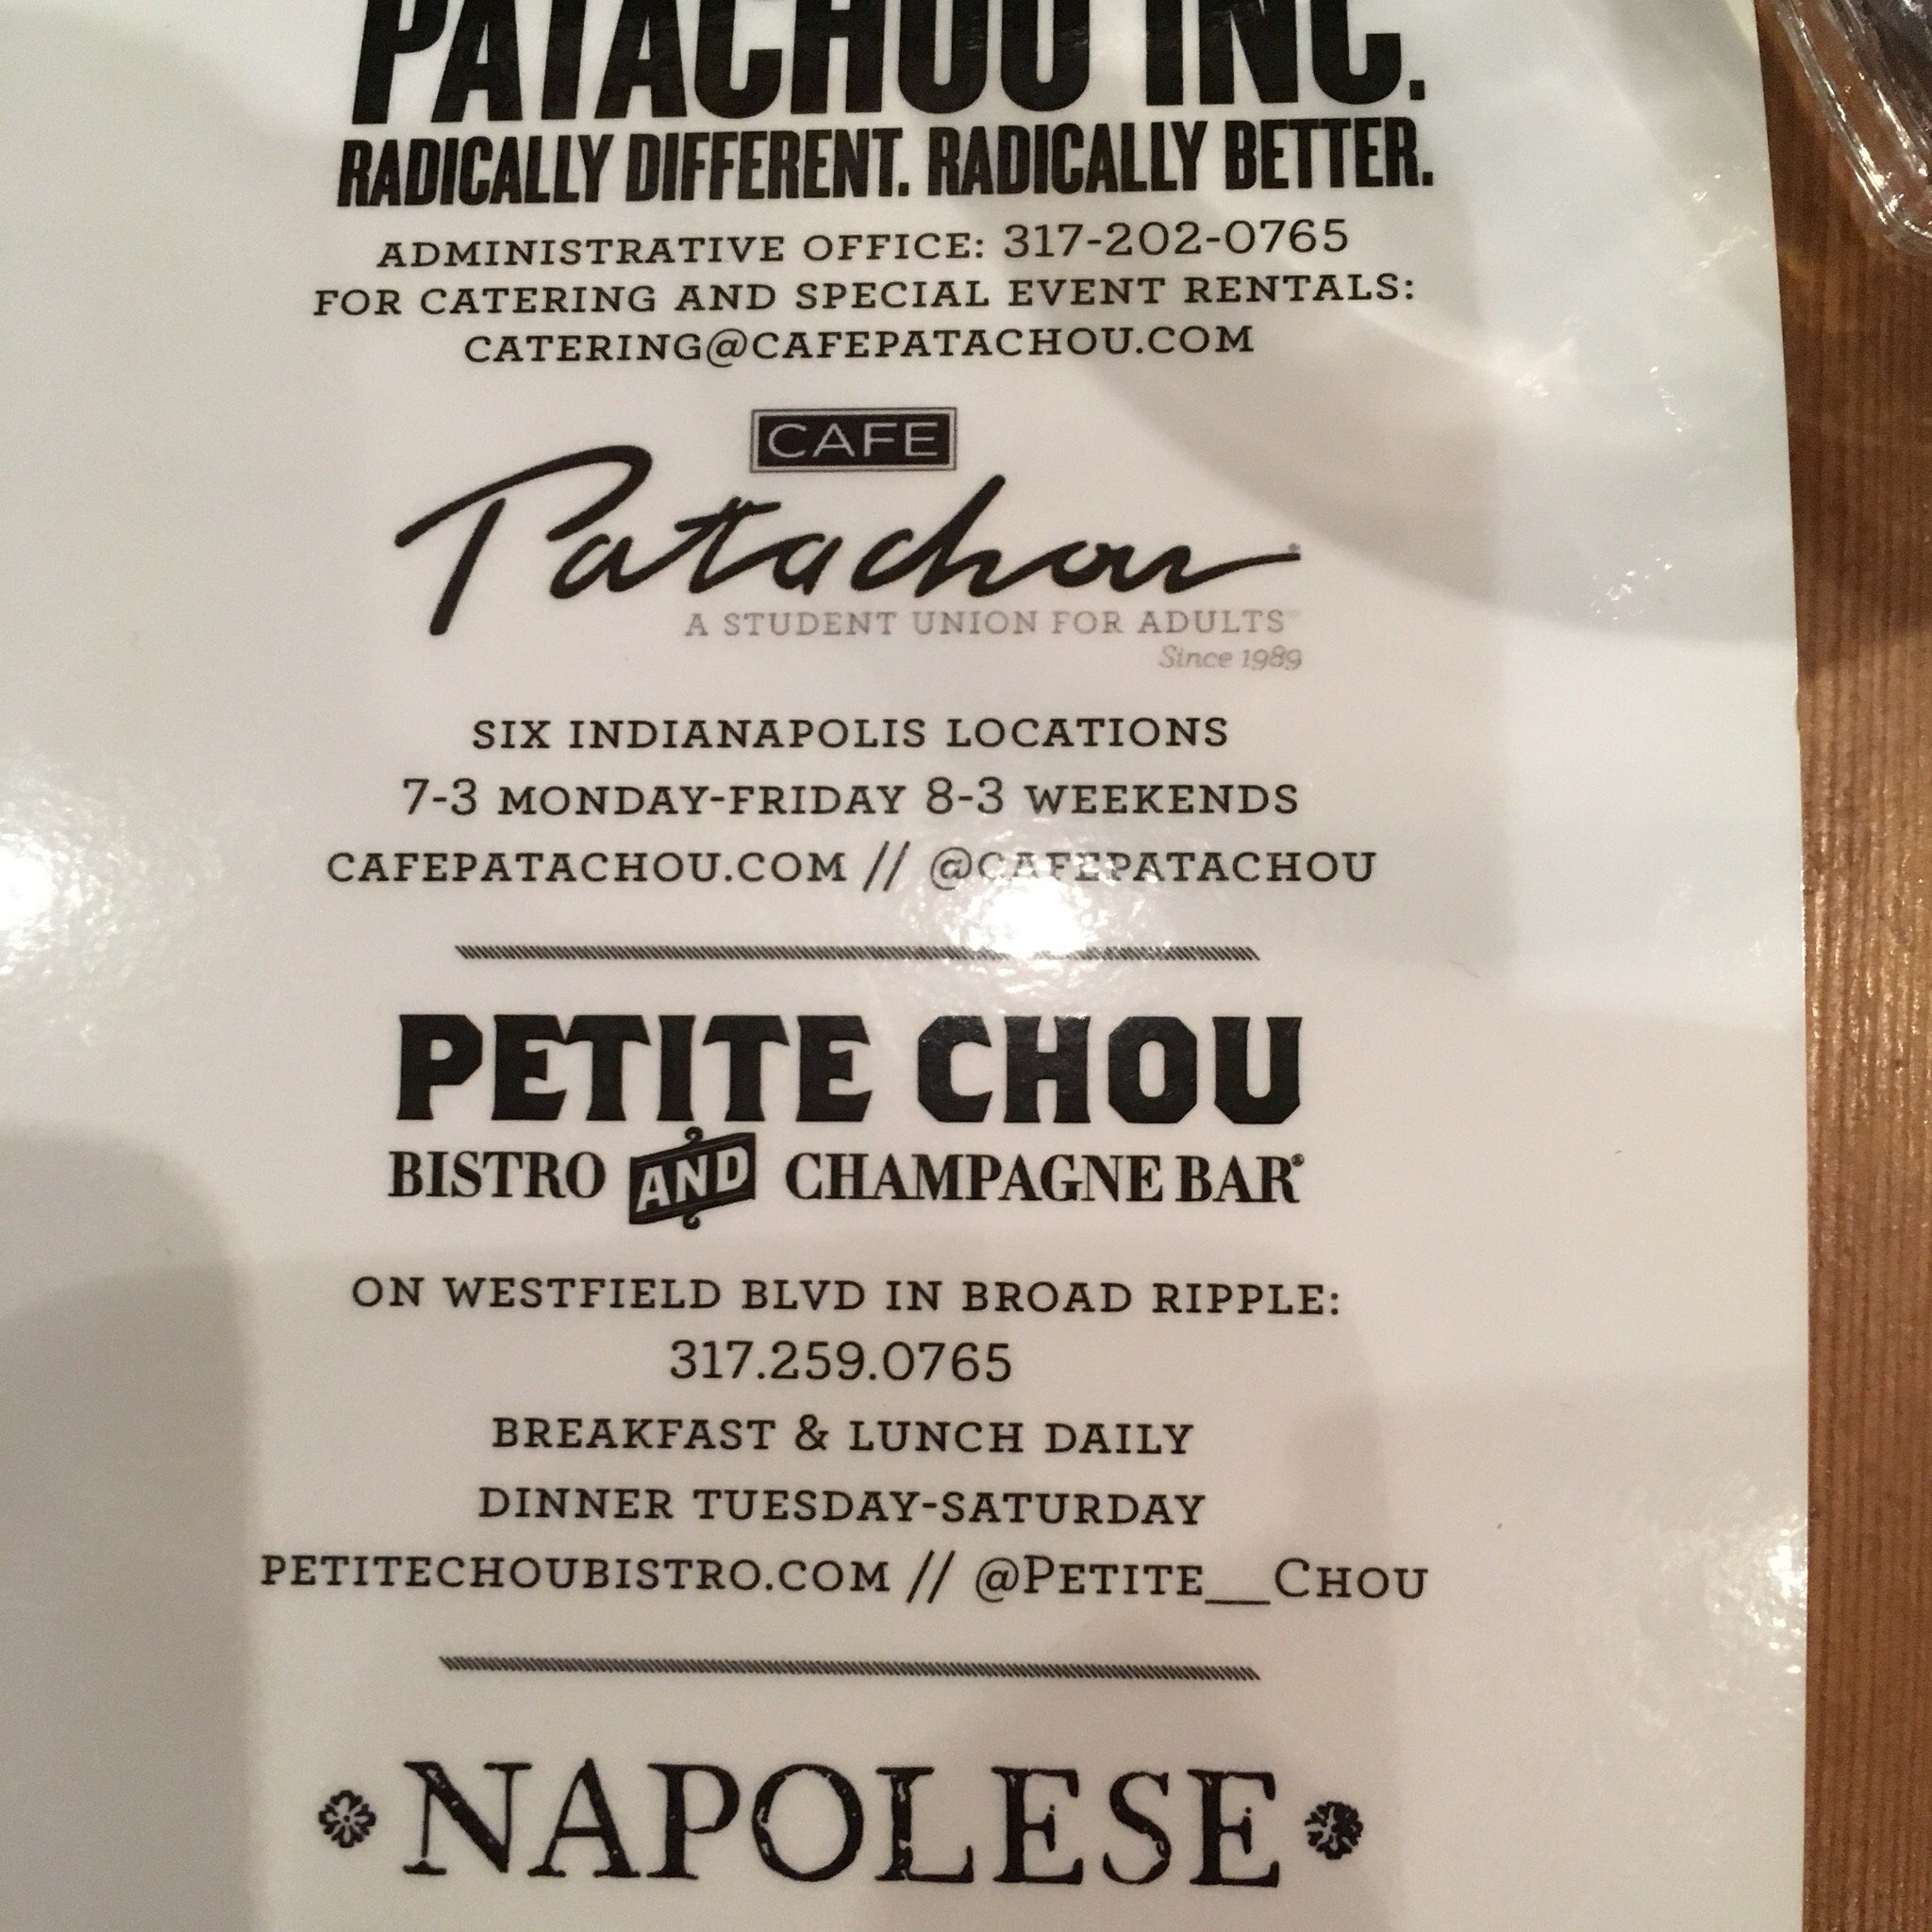 PATACHOU INC.
RADICALLY DIFFERENT. RADICALLY BETTER.
ADMINISTRATIVE OFFICE: 317-202-0765
FOR CATERING AND SPECIAL EVENT RENTALS:
CATERING@CAFEPATACHOU.COM
CAFE
Patachou
A STUDENT UNION FOR ADULTS
Since 1989
SIX INDIANAPOLIS LOCATIONS
7-3 MONDAY-FRIDAY 8-3 WEEKENDS
CAFEPATACHOU.COM // @CAFEPATACHOU
PETITE CHOU
BISTRO AND CHAMPAGNE BAR®
ON WESTFIELD BLVD IN BROAD RIPPLE:
317.259.0765
BREAKFAST & LUNCH DAILY
DINNER TUESDAY-SATURDAY
PETITECHOUBISTRO.COM // @PETITE__CHOU
NAPOLESE